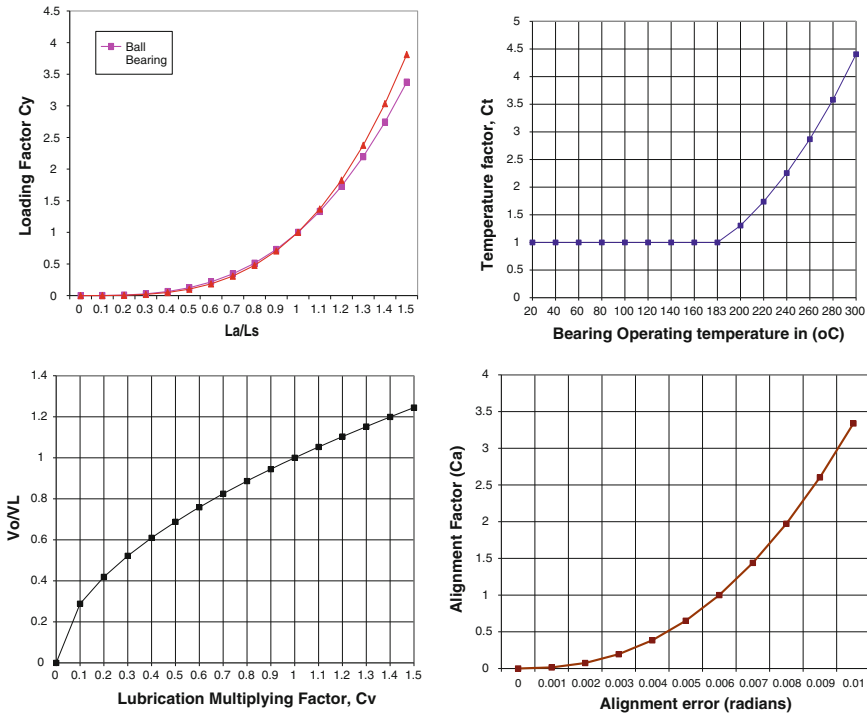 Loading Factor Cy
4.5
4
3.5
3
2.5
2
1.5
1
0.5
0
Ball
Bearing
0 0.1 0.2 0.3 0.4 0.5 0.6 0.7 0.8 0.9 1 1.1 1.2 1.3 1.4 1.5
La/Ls
Temperature factor, Ct
5
4.5
4
3.5
3
2.5
2
1.5
1
0.5
0
20 40 60 80 100 120 140 160 183 200 220 240 260 280 300
Bearing Operating temperature in (oC)
Vo/VL
1.4
1.2
1
0.8
0.6
0.4
0.2
0
0 0.1 0.2 0.3 0.4 0.5 0.6 0.7 0.8 0.9 1 1.1 1.2 1.3 1.4 1.5
Lubrication Multiplying Factor, Cv
Alignment Factor (Ca)
4
3.5
3
2.5
2
1.5
1
0.5
0
0 0.001 0.002 0.003 0.004 0.005 0.006 0.007 0.008 0.009 0.01
Alignment error (radians)